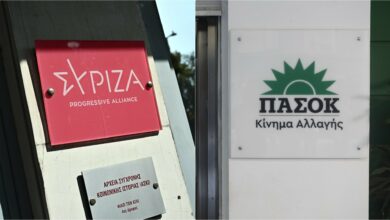 ΣΥΡΙΖΑ
PROGRESSIVE ALLIANCE
ΑΡΧΕΙΑ ΣΥΓΧΡΟΝΗΣ
ΚΟΙΝΩΝΙΚΗΣ ΙΣΤΟΡΙΑΣ (ΑΣΚΙ)
ΠΑΣΟΚ
Κίνημα Αλλαγής